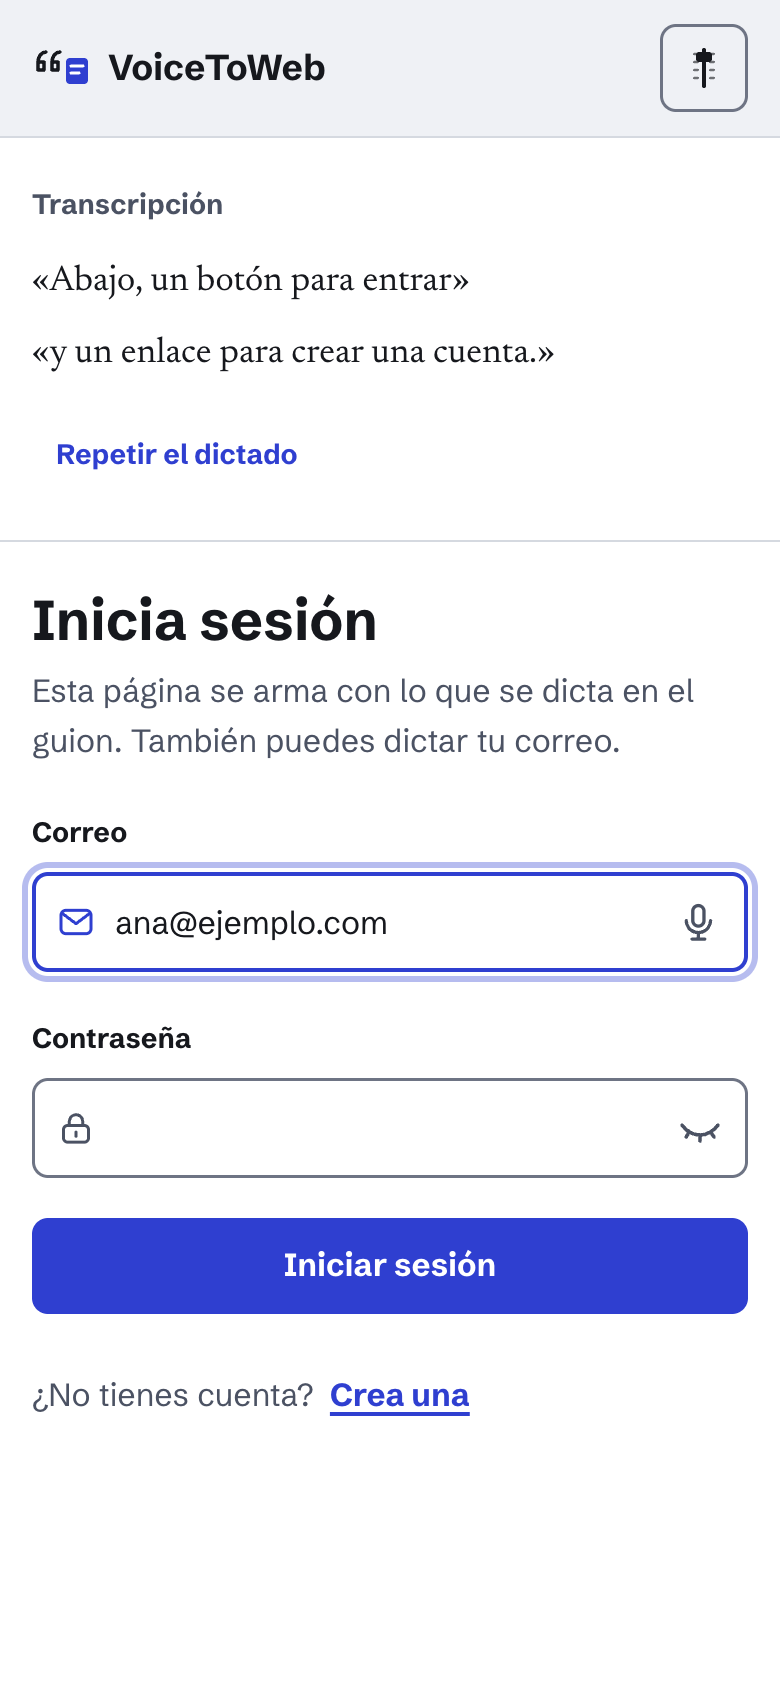 VoiceToWeb
Transcripción
«Abajo, un botón para entrar»
«y un enlace para crear una cuenta.»
Repetir el dictado
Inicia sesión
Esta página se arma con lo que se dicta en el
guion. También puedes dictar tu correo.
Correo
ana@ejemplo.com
Contraseña
Iniciar sesión
¿No tienes cuenta? Crea una